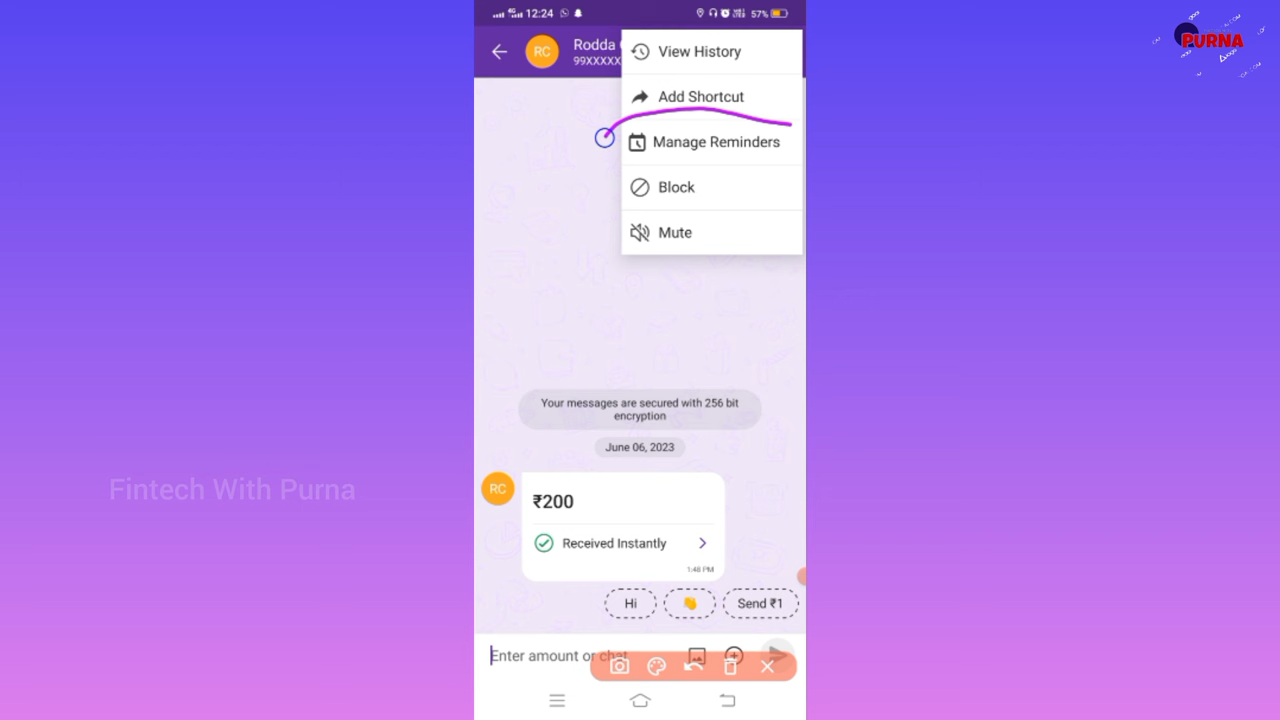 12:24
57%
PURNA
Rodda
99XXXXX
View History
Add Shortcut
Manage Reminders
Block
Mute
Your messages are secured with 256 bit
encryption
June 06, 2023
Fintech With Purna
RC
RC
₹200
Received Instantly
1:48 PM
Hi
Send ₹1
Enter amount or chat